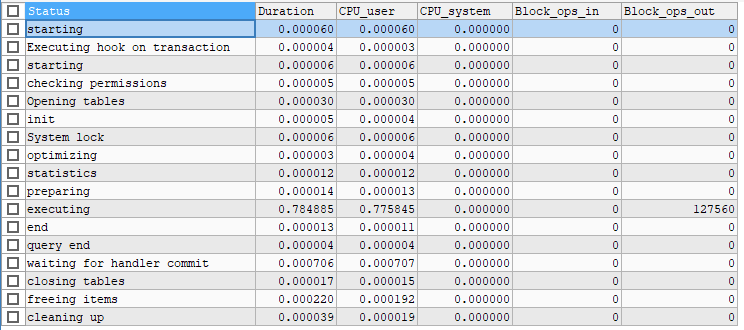 Status Duration CPU_user CPU_system Block_ops_in Block_ops_out
starting 0.000060 0.000060 0.000000 0 0
Executing hook on transaction 0.000004 0.000003 0.000000 0 0
starting 0.000006 0.000006 0.000000 0 0
checking permissions 0.000005 0.000005 0.000000 0 0
Opening tables 0.000030 0.000030 0.000000 0 0
init 0.000005 0.000004 0.000000 0 0
System lock 0.000006 0.000006 0.000000 0 0
optimizing 0.000003 0.000004 0.000000 0 0
statistics 0.000012 0.000012 0.000000 0 0
preparing 0.000014 0.000013 0.000000 0 0
executing 0.784885 0.775845 0.000000 0 127560
end 0.000013 0.000011 0.000000 0 0
query end 0.000004 0.000004 0.000000 0 0
waiting for handler commit 0.000706 0.000707 0.000000 0 0
closing tables 0.000017 0.000015 0.000000 0 0
freeing items 0.000220 0.000192 0.000000 0 0
cleaning up 0.000039 0.000019 0.000000 0 0